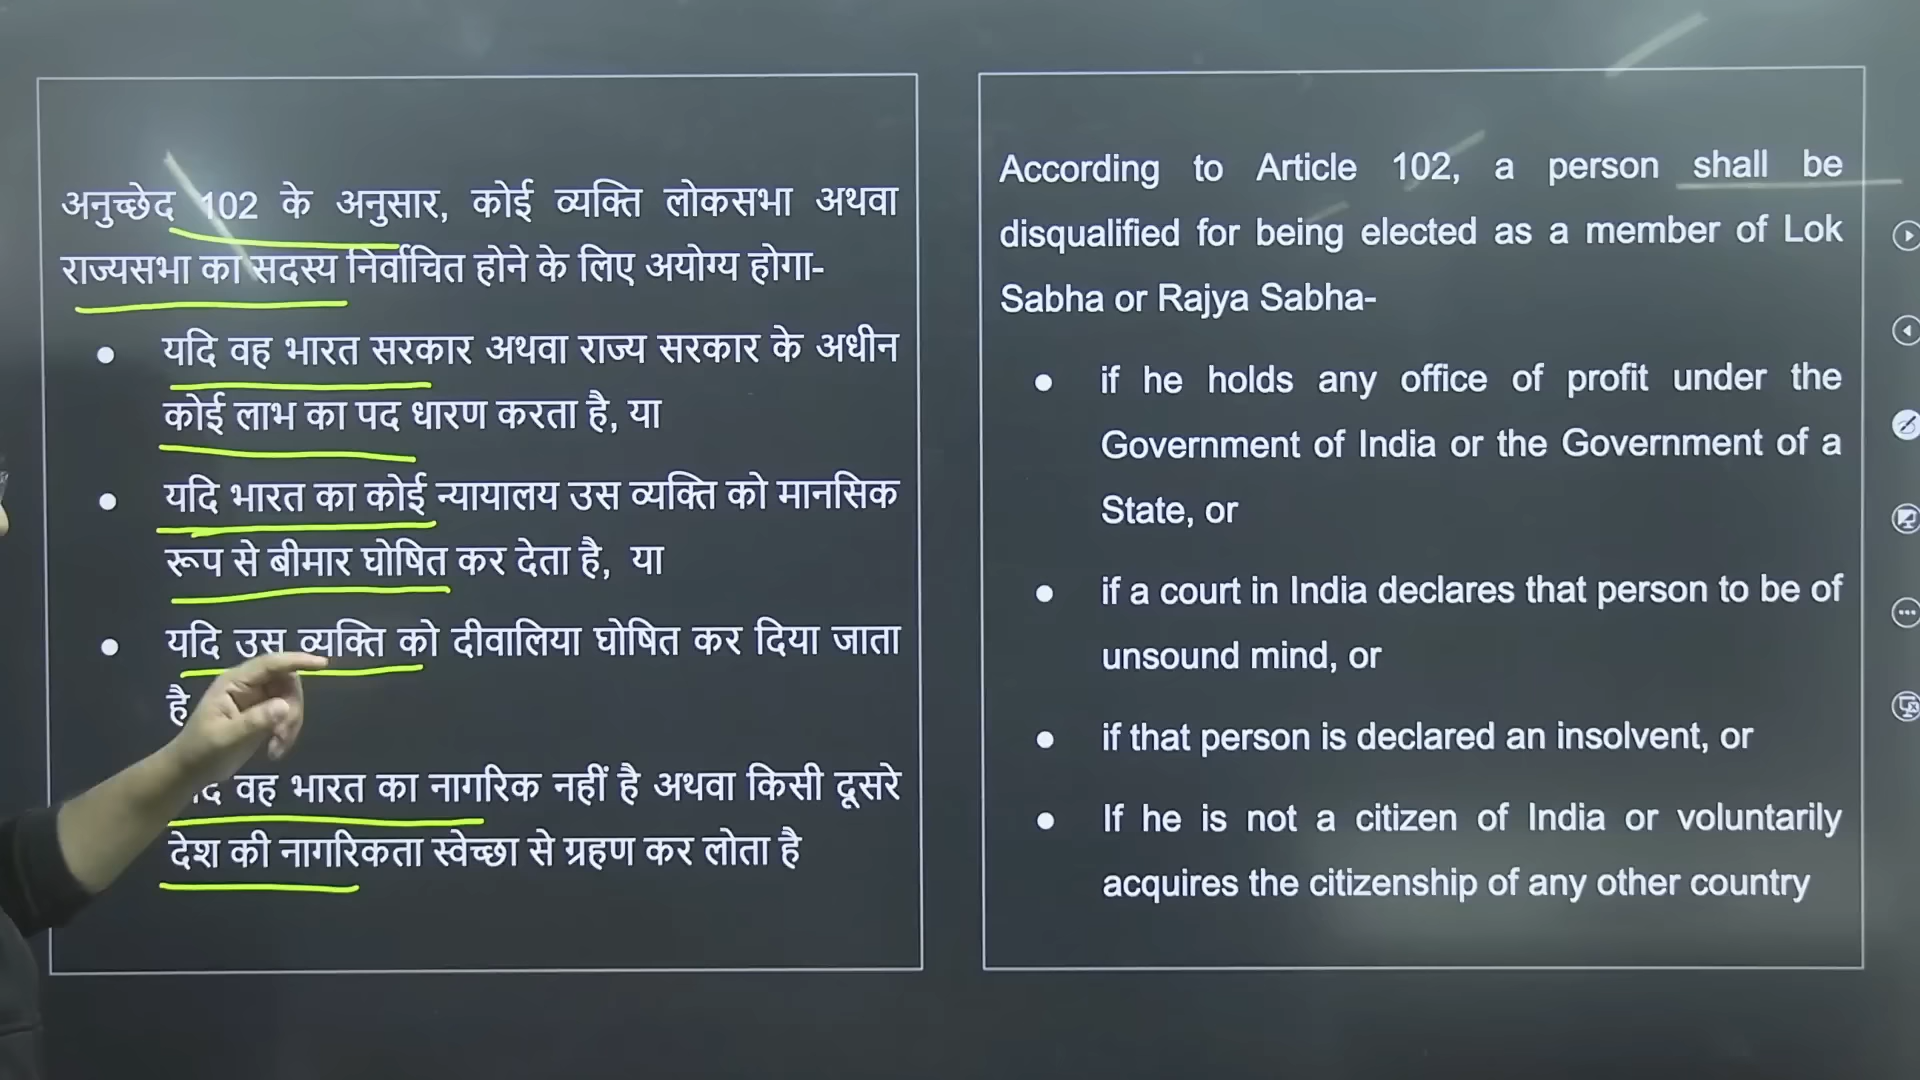 अनुच्छेद 102 के अनुसार, कोई व्यक्ति लोकसभा अथवा
राज्यसभा का सदस्य निर्वाचित होने के लिए अयोग्य होगा-
● यदि वह भारत सरकार अथवा राज्य सरकार के अधीन
कोई लाभ का पद धारण करता है, या
● यदि भारत का कोई न्यायालय उस व्यक्ति को मानसिक
रूप से बीमार घोषित कर देता है, या
● यदि उस व्यक्ति को दीवालिया घोषित कर दिया जाता
है
वह भारत का नागरिक नहीं है अथवा किसी दूसरे
देश की नागरिकता स्वेच्छा से ग्रहण कर लोता है
According to Article 102, a person shall be
disqualified for being elected as a member of Lok
Sabha or Rajya Sabha-
● if he holds any office of profit under the
Government of India or the Government of a
State, or
● if a court in India declares that person to be of
unsound mind, or
● if that person is declared an insolvent, or
● If he is not a citizen of India or voluntarily
acquires the citizenship of any other country